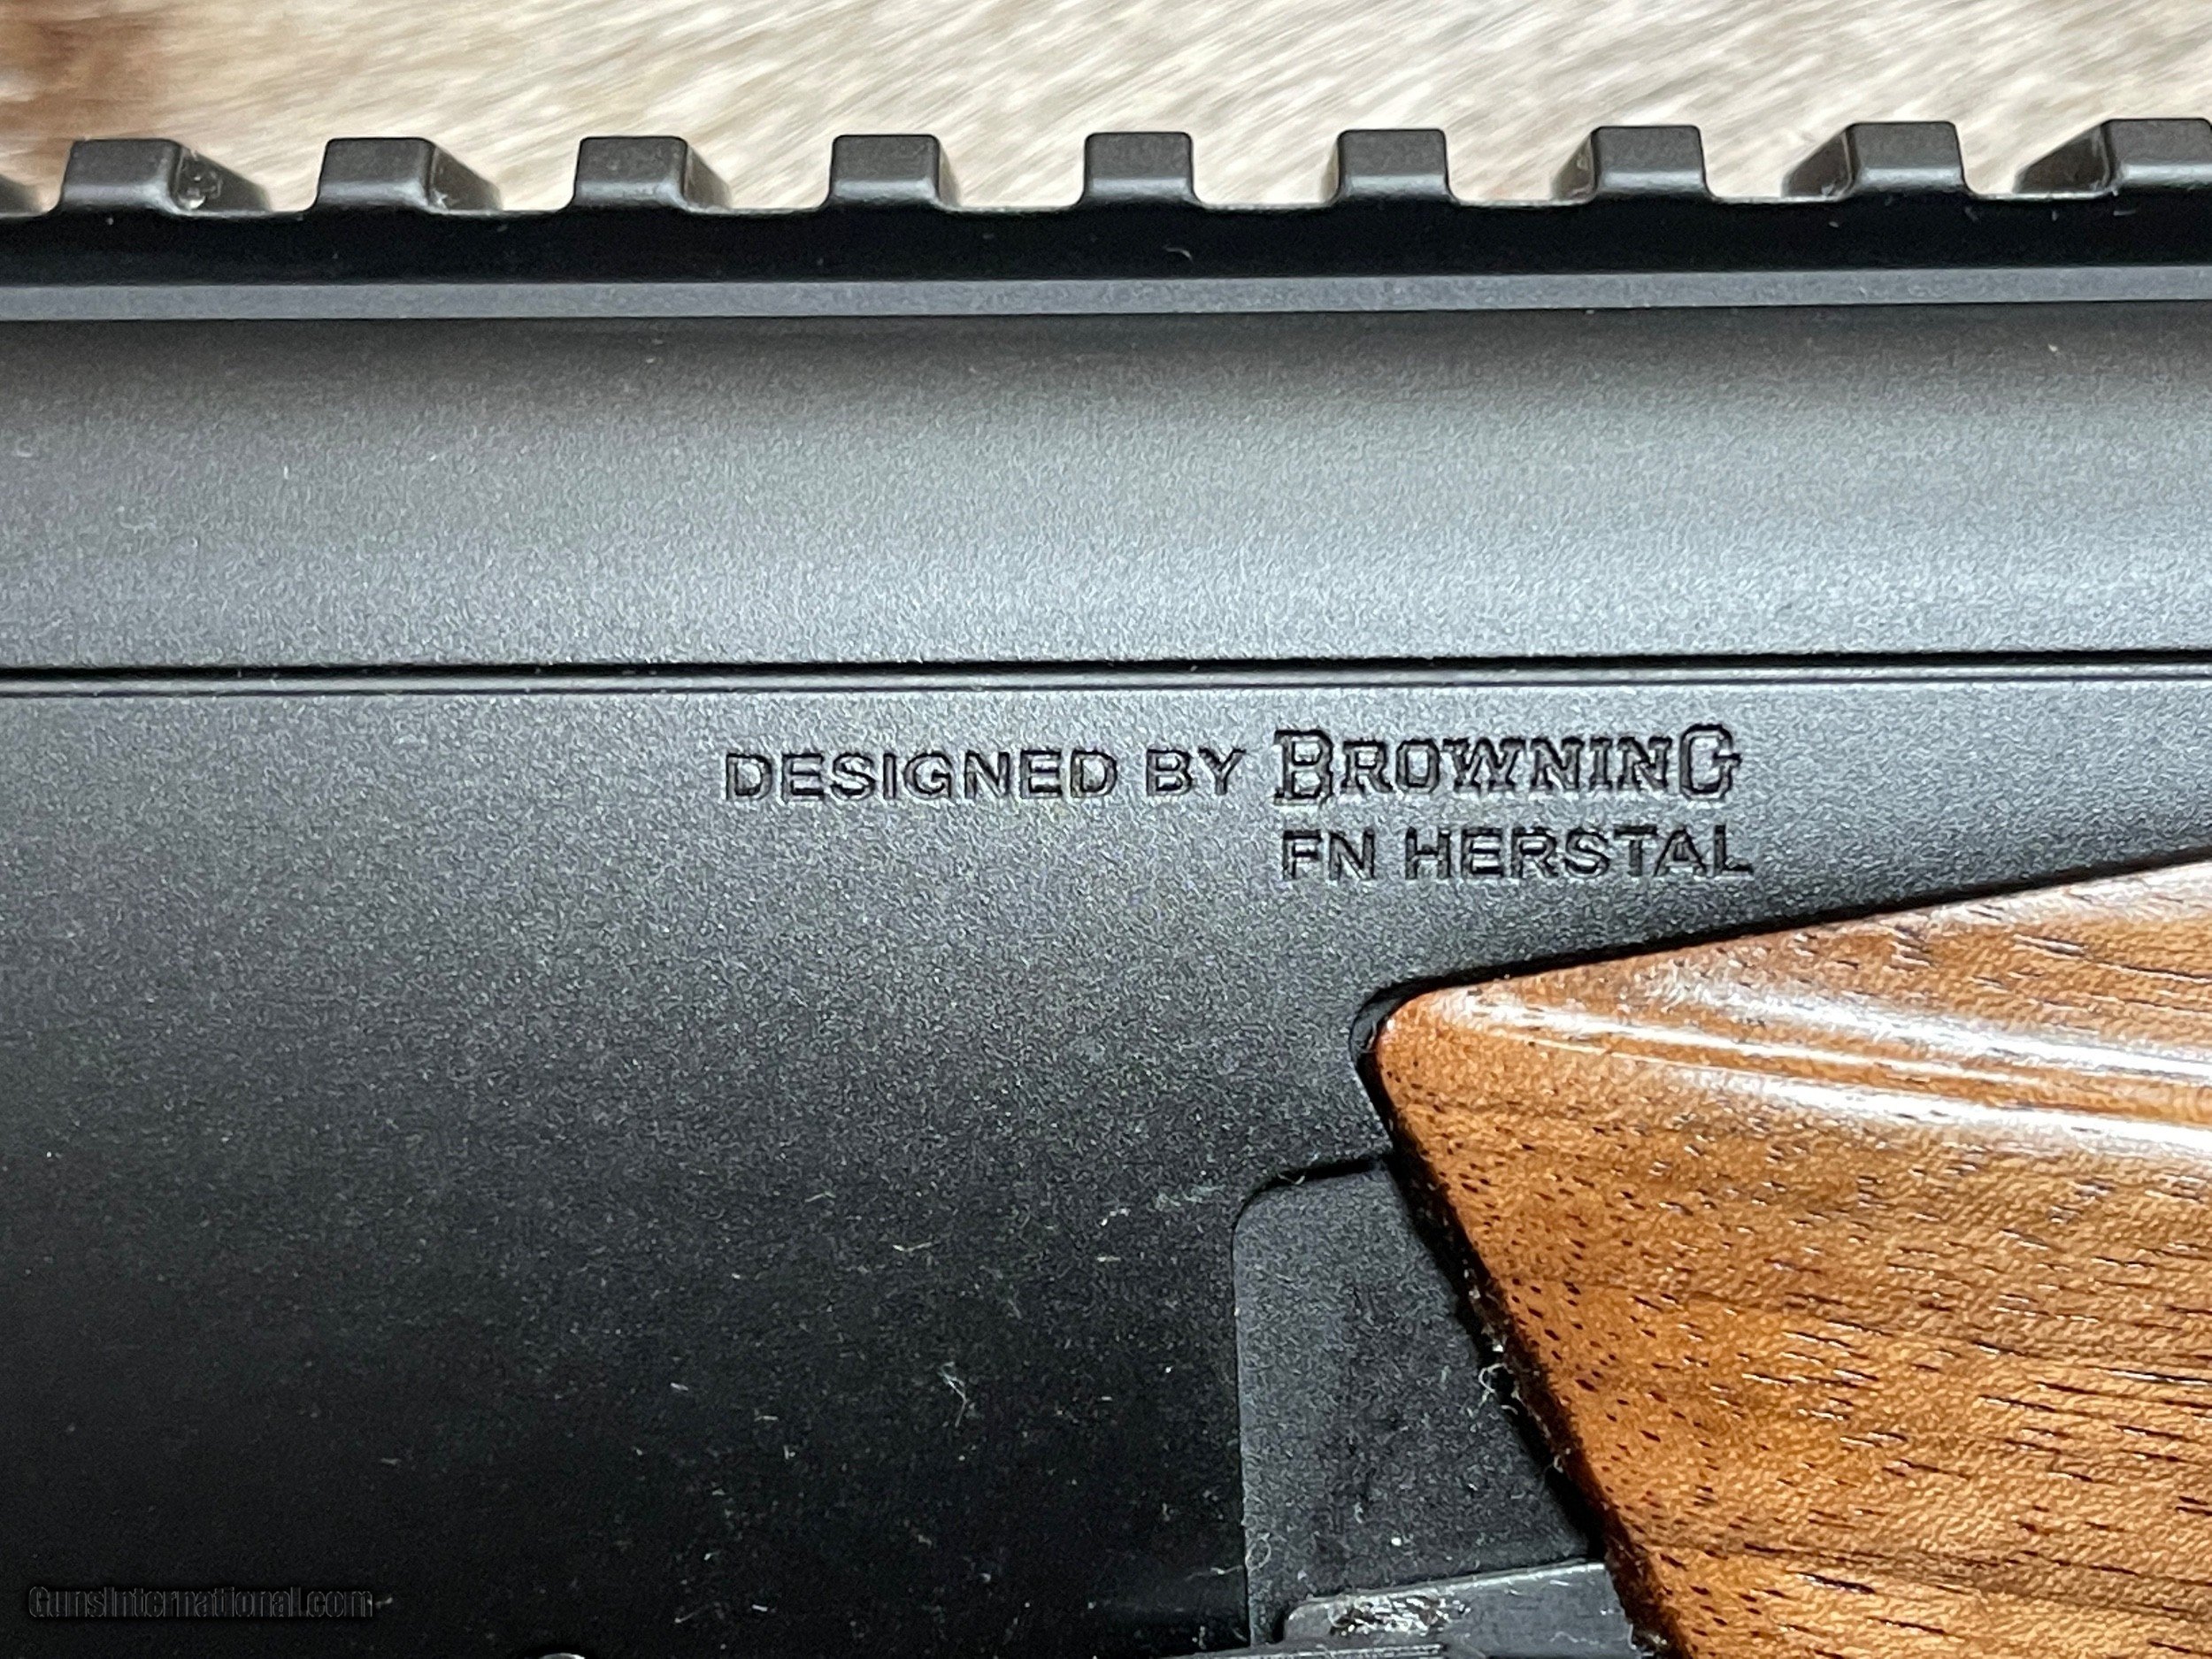 DESIGNED BY BROWNING
FN HERSTAL
GunsInternational.com